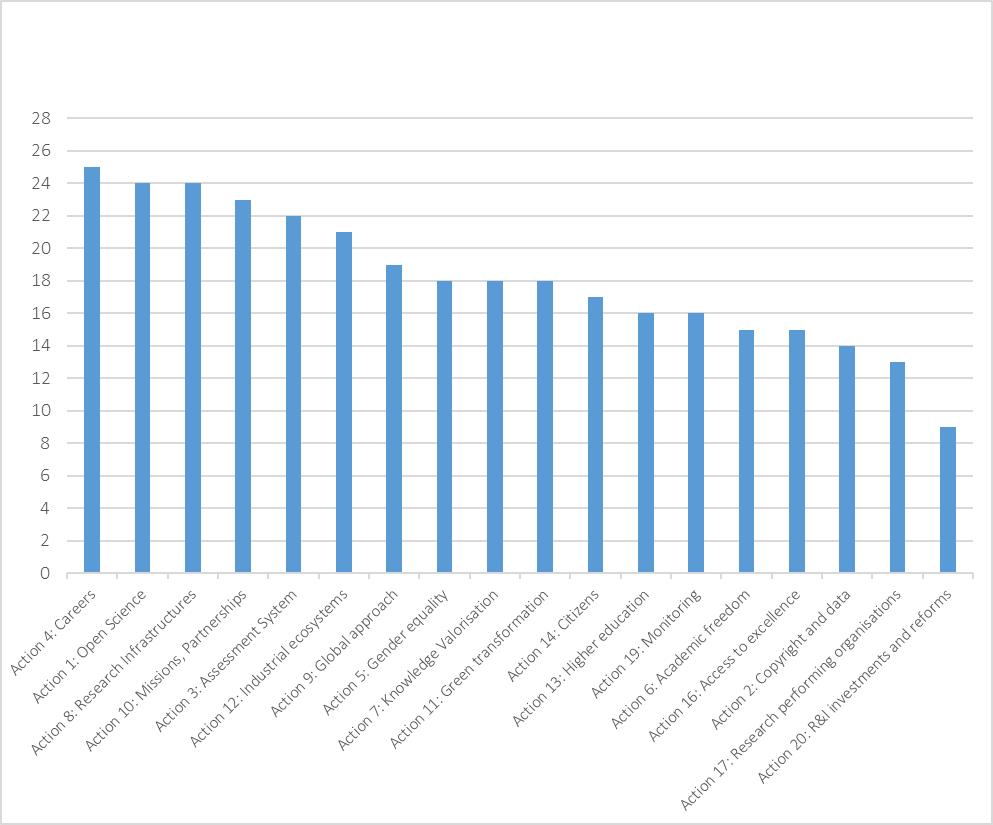 28
26
24
22
20
18
16
14
12
10
8
6
4
2
0
Action 4: Careers
Action 1: Open Science
Action 8: Research Infrastructures
Action 10: Missions, Partnerships
Action 3: Assessment System
Action 12: Industrial ecosystems
Action 9: Global approach
Action 5: Gender equality
Action 7: Knowledge Valorisation
Action 11: Green transformation
Action 14: Citizens
Action 13: Higher education
Action 19: Monitoring
Action 6: Academic freedom
Action 16: Access to excellence
Action 2: Copyright and data
Action 17: Research performing organisations
Action 20: R&I investments and reforms